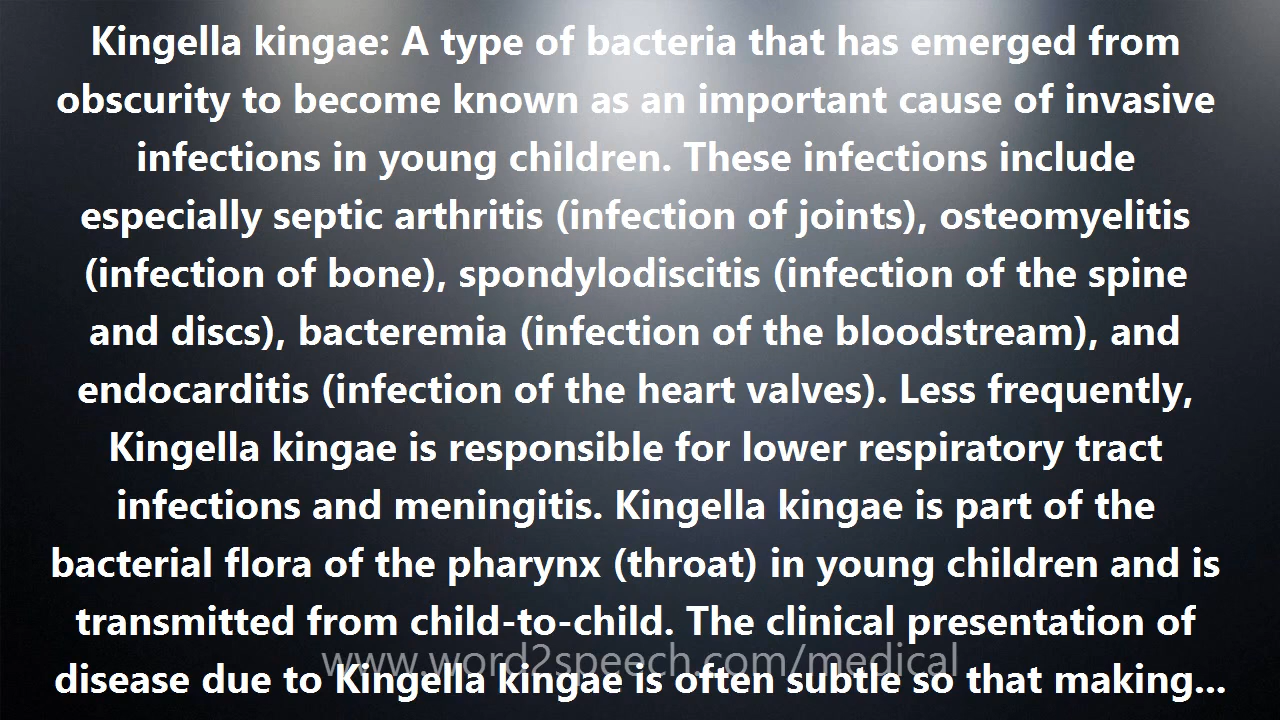 Kingella kingae: A type of bacteria that has emerged from
obscurity to become known as an important cause of invasive
infections in young children. These infections include
especially septic arthritis (infection of joints), osteomyelitis
(infection of bone), spondylodiscitis (infection of the spine
and discs), bacteremia (infection of the bloodstream), and
endocarditis (infection of the heart valves). Less frequently,
Kingella kingae is responsible for lower respiratory tract
infections and meningitis. Kingella kingae is part of the
bacterial flora of the pharynx (throat) in young children and is
transmitted from child-to-child. The clinical presentation of
www.word2speech.com/medical
disease due to Kingella kingae is often subtle so that making...